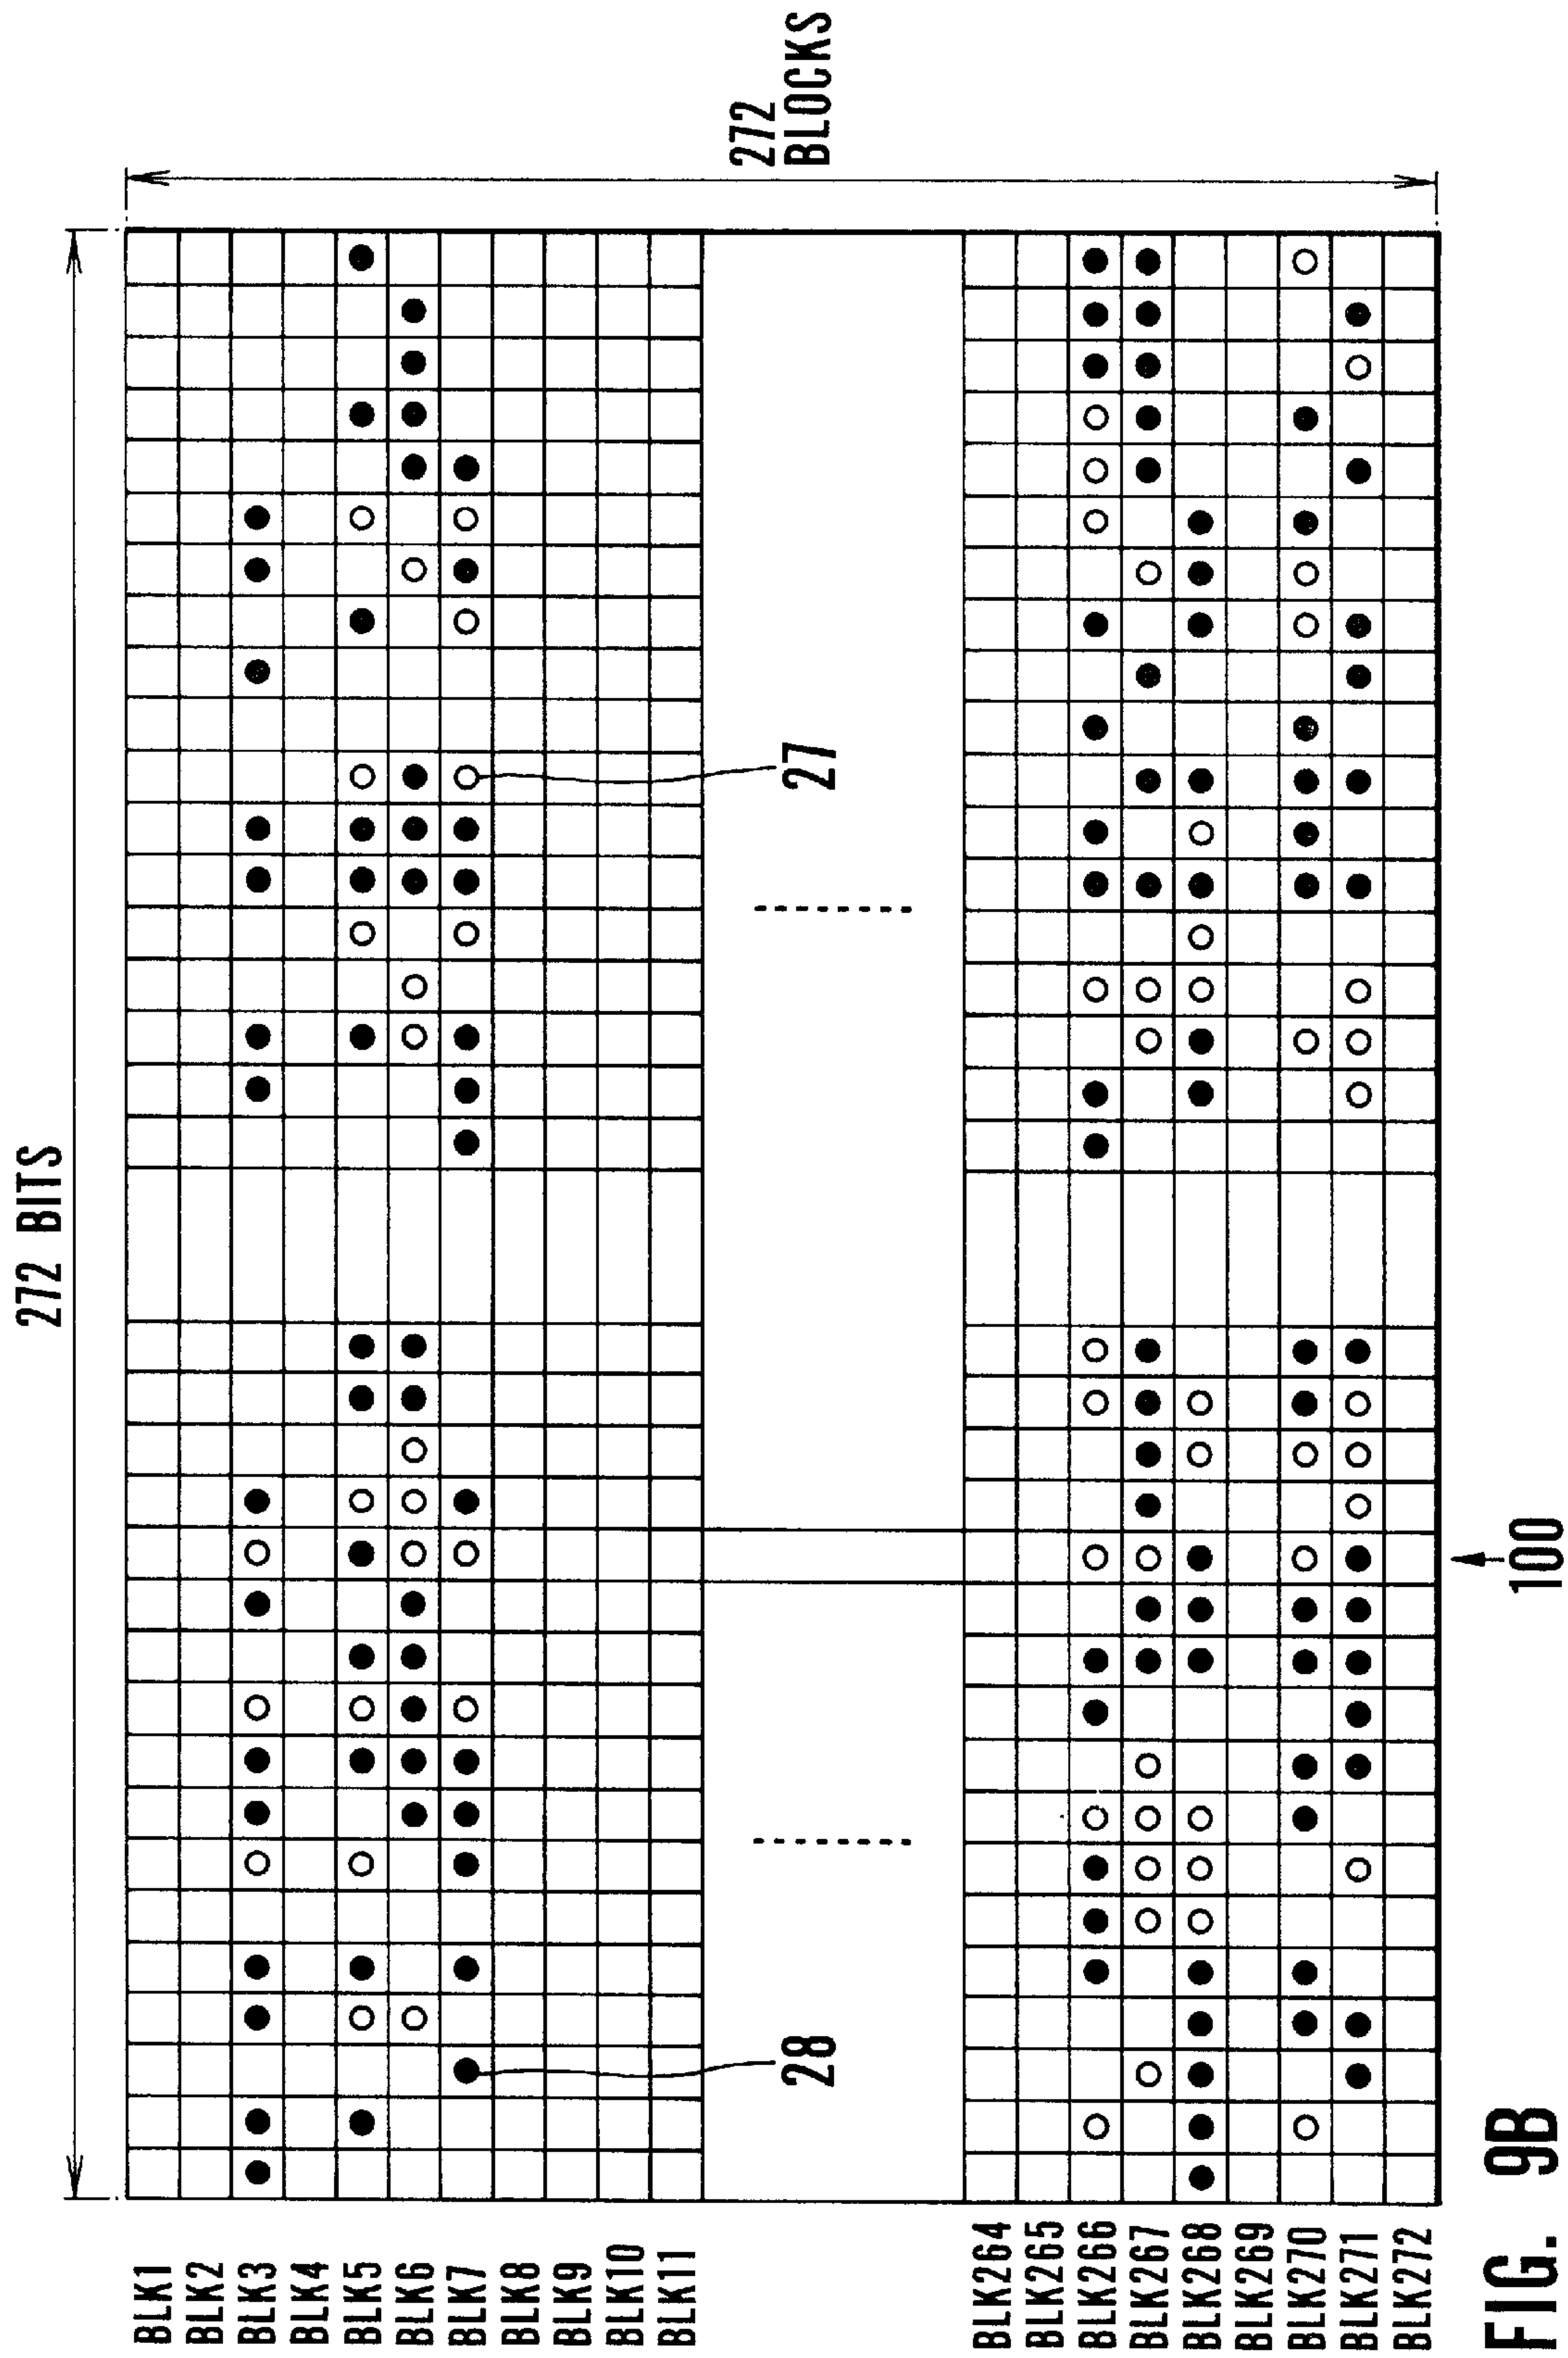 272 BITS
272
BLOCKS
BLK1
BLK2
BLK3
BLK4
BLK5
BLK6
BLK7
BLK8
BLK9
BLK10
BLK11
28
27
BLK264
BLK265
BLK266
BLK267
BLK268
BLK269
BLK270
BLK271
BLK272
100
FIG. 9B